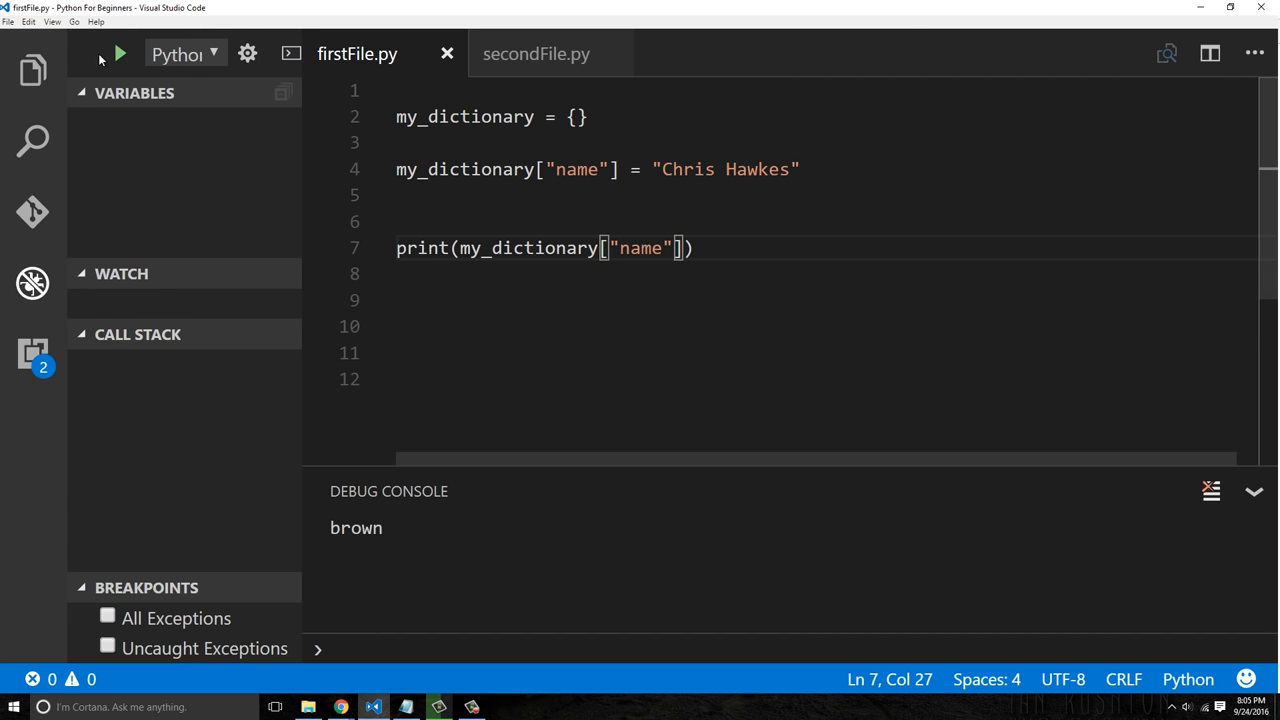 firstFile.py - Python For Beginners - Visual Studio Code
File Edit View Go Help
Pythor
firstFile.py
secondFile.py
VARIABLES
WATCH
CALL STACK
2
BREAKPOINTS
All Exceptions
Uncaught Exceptions
1
2 my_dictionary = {}
3
4 my_dictionary["name"] = "Chris Hawkes"
5
6
7 print(my_dictionary["name"])
8
9
10
11
12
DEBUG CONSOLE
brown
0 0 Ln 7, Col 27 Spaces: 4 UTF-8 CRLF Python
I'm Cortana. Ask me anything.
8:05 PM
9/24/2016